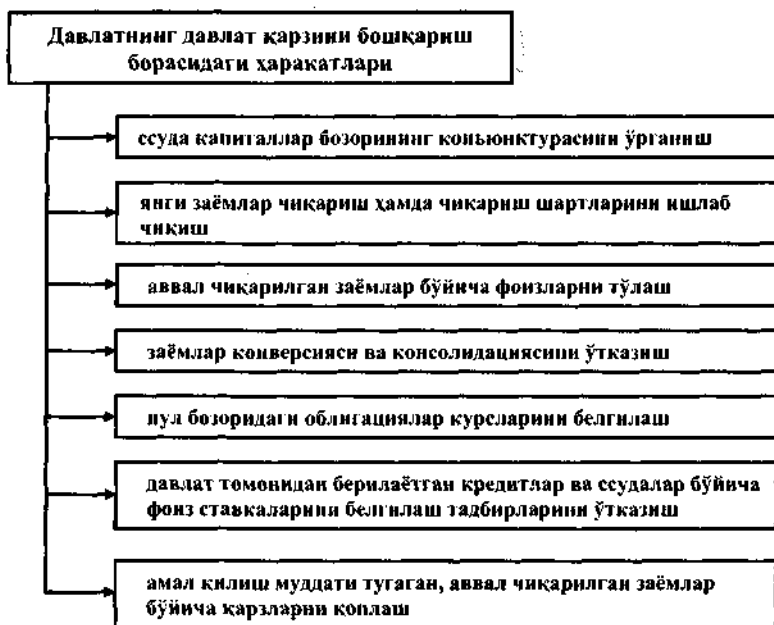 Давлатнинг давлат қарзини бошқариш
борасидаги ҳаракатлари
ссуда капиталлар бозорининг коньюнктурасини ўрганиш
янги заёмлар чиқариш ҳамда чиқариш шартларини ишлаб
чиқиш
аввал чиқарилган заёмлар бўйича фоизларни тўлаш
заёмлар конверсияси ва консолидациясини ўтказиш
пул бозоридаги облигациялар курсларини белгилаш
давлат томонидан берилаётган кредитлар ва ссудалар бўйича
фоиз ставкаларини белгилаш тадбирларини ўтказиш
амал қилиш муддати тугаган, аввал чиқарилган заёмлар
бўйича қарзларни қоплаш